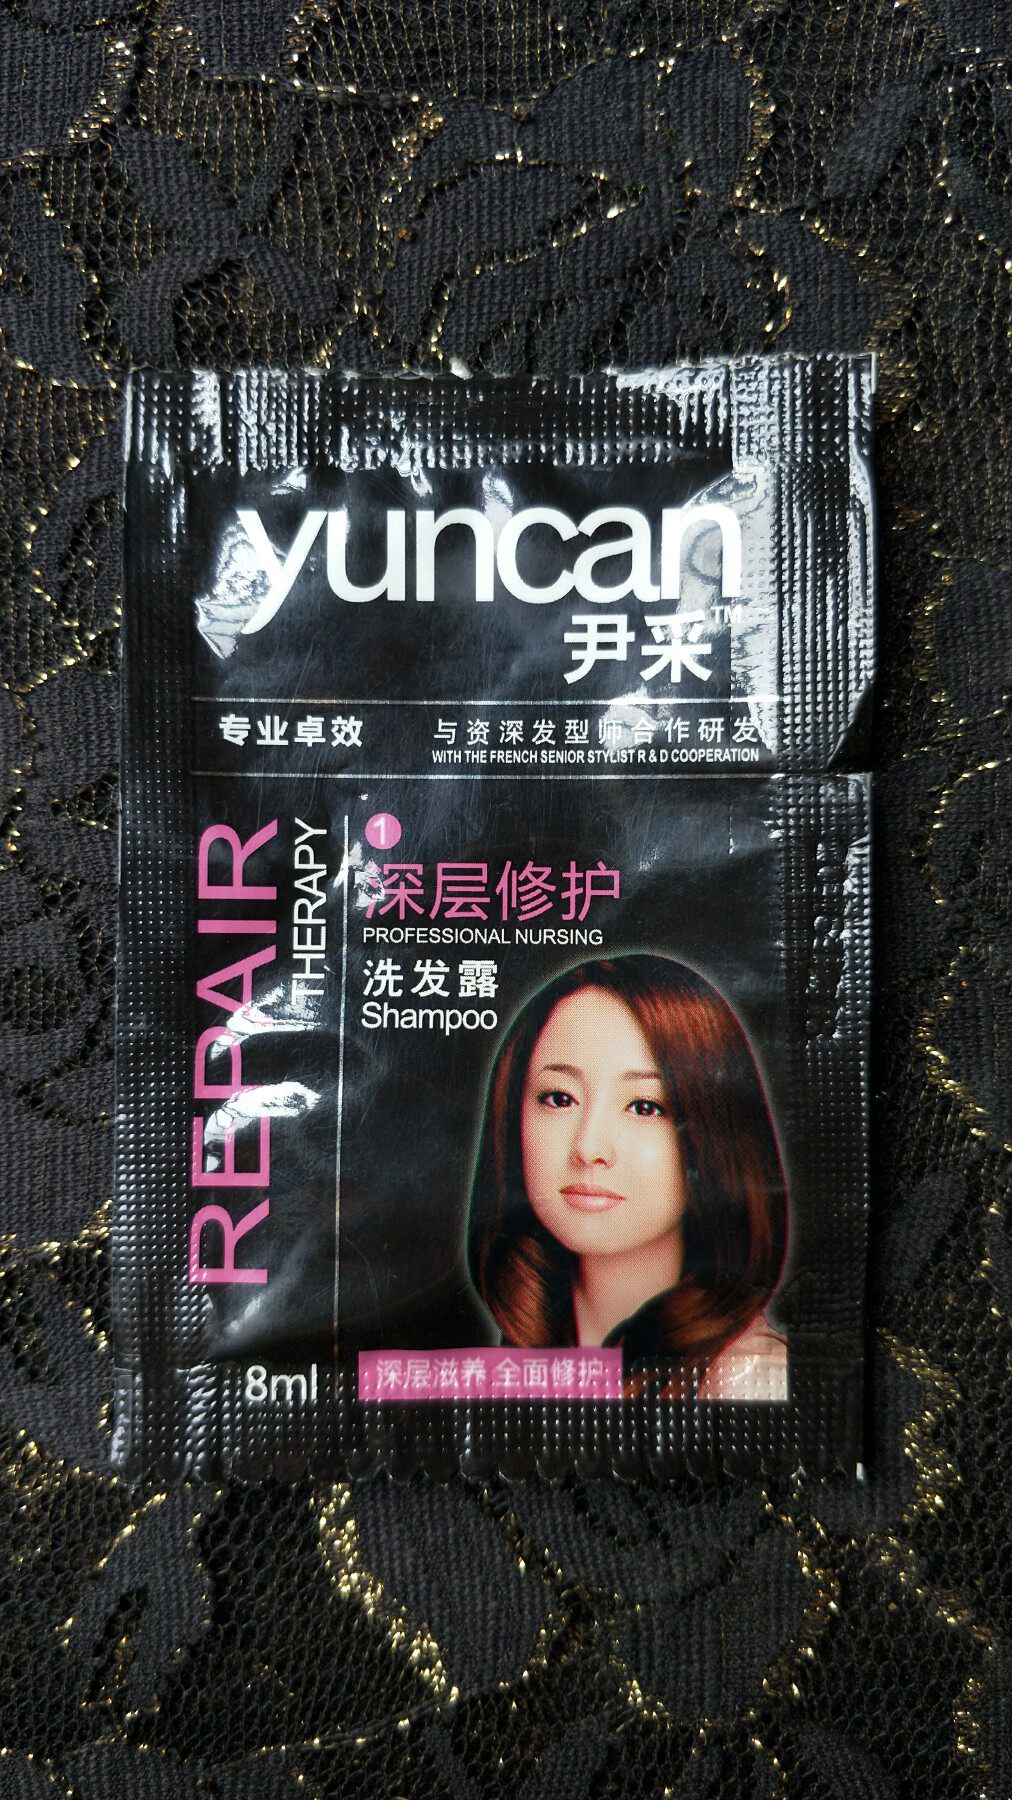 yuncan
尹采™
专业卓效
与资深发型师合作研发
WITH THE FRENCH SENIOR STYLIST R & D COOPERATION
REPAIR
THERAPY
1
深层修护
PROFESSIONAL NURSING
洗发露
Shampoo
8ml
深层滋养 全面修护